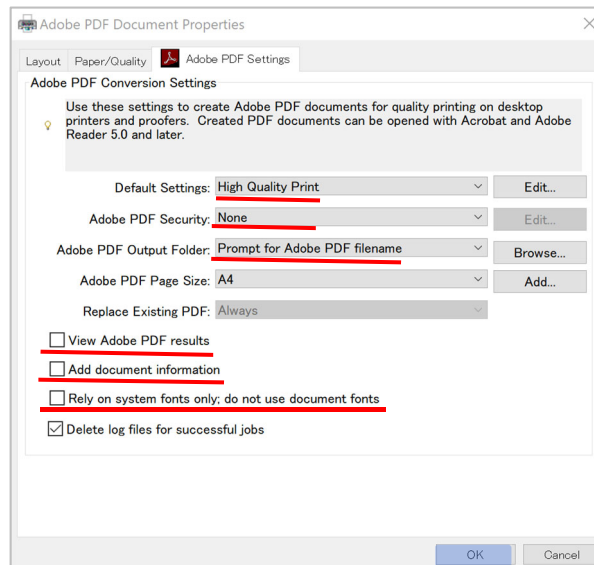 Adobe PDF Document Properties
Layout Paper/Quality Adobe PDF Settings
Adobe PDF Conversion Settings
Use these settings to create Adobe PDF documents for quality printing on desktop
printers and proofers. Created PDF documents can be opened with Acrobat and Adobe
Reader 5.0 and later.
Default Settings: High Quality Print Edit...
Adobe PDF Security: None Edit...
Adobe PDF Output Folder: Prompt for Adobe PDF filename Browse...
Adobe PDF Page Size: A4 Add...
Replace Existing PDF: Always
View Adobe PDF results
Add document information
Rely on system fonts only; do not use document fonts
Delete log files for successful jobs
OK Cancel